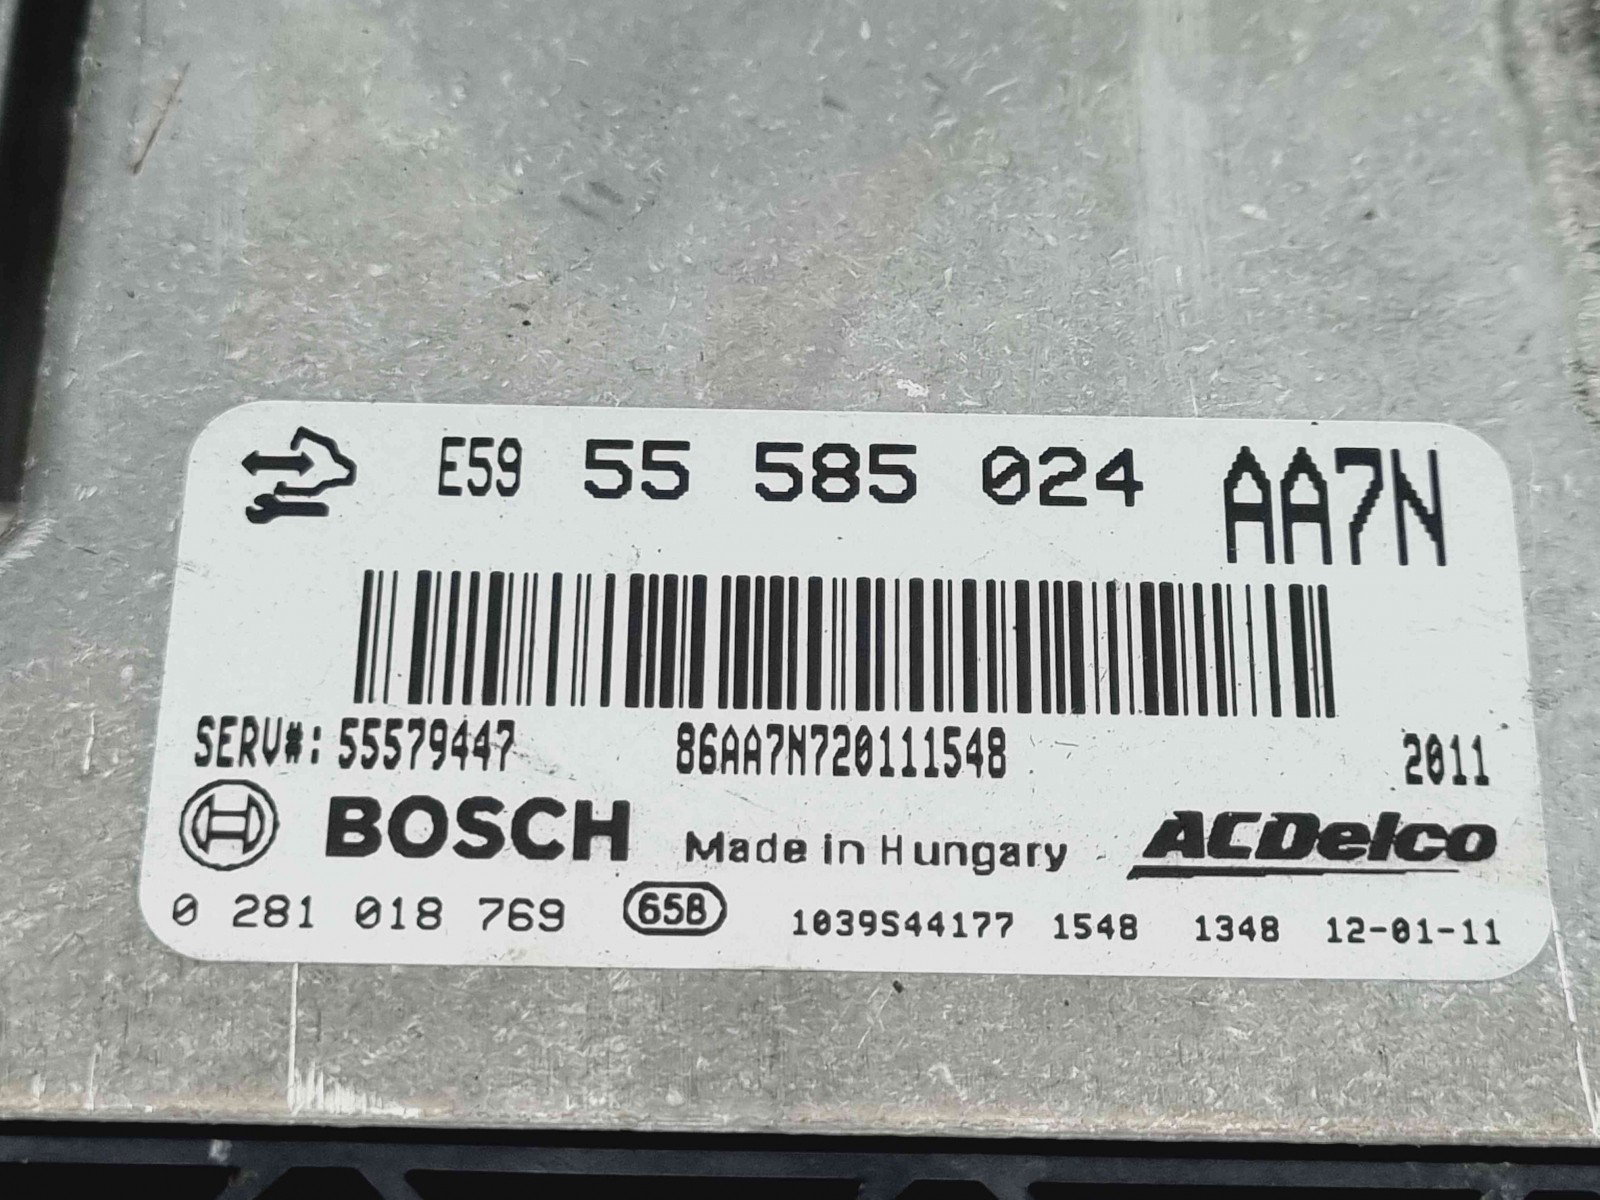 E59 55 585 024 AA7N
SERV#: 55579447 86AA7N720111548 2011
BOSCH Made in Hungary ACDelco
0 281 018 769 658 1039S44177 1548 1348 12-01-11